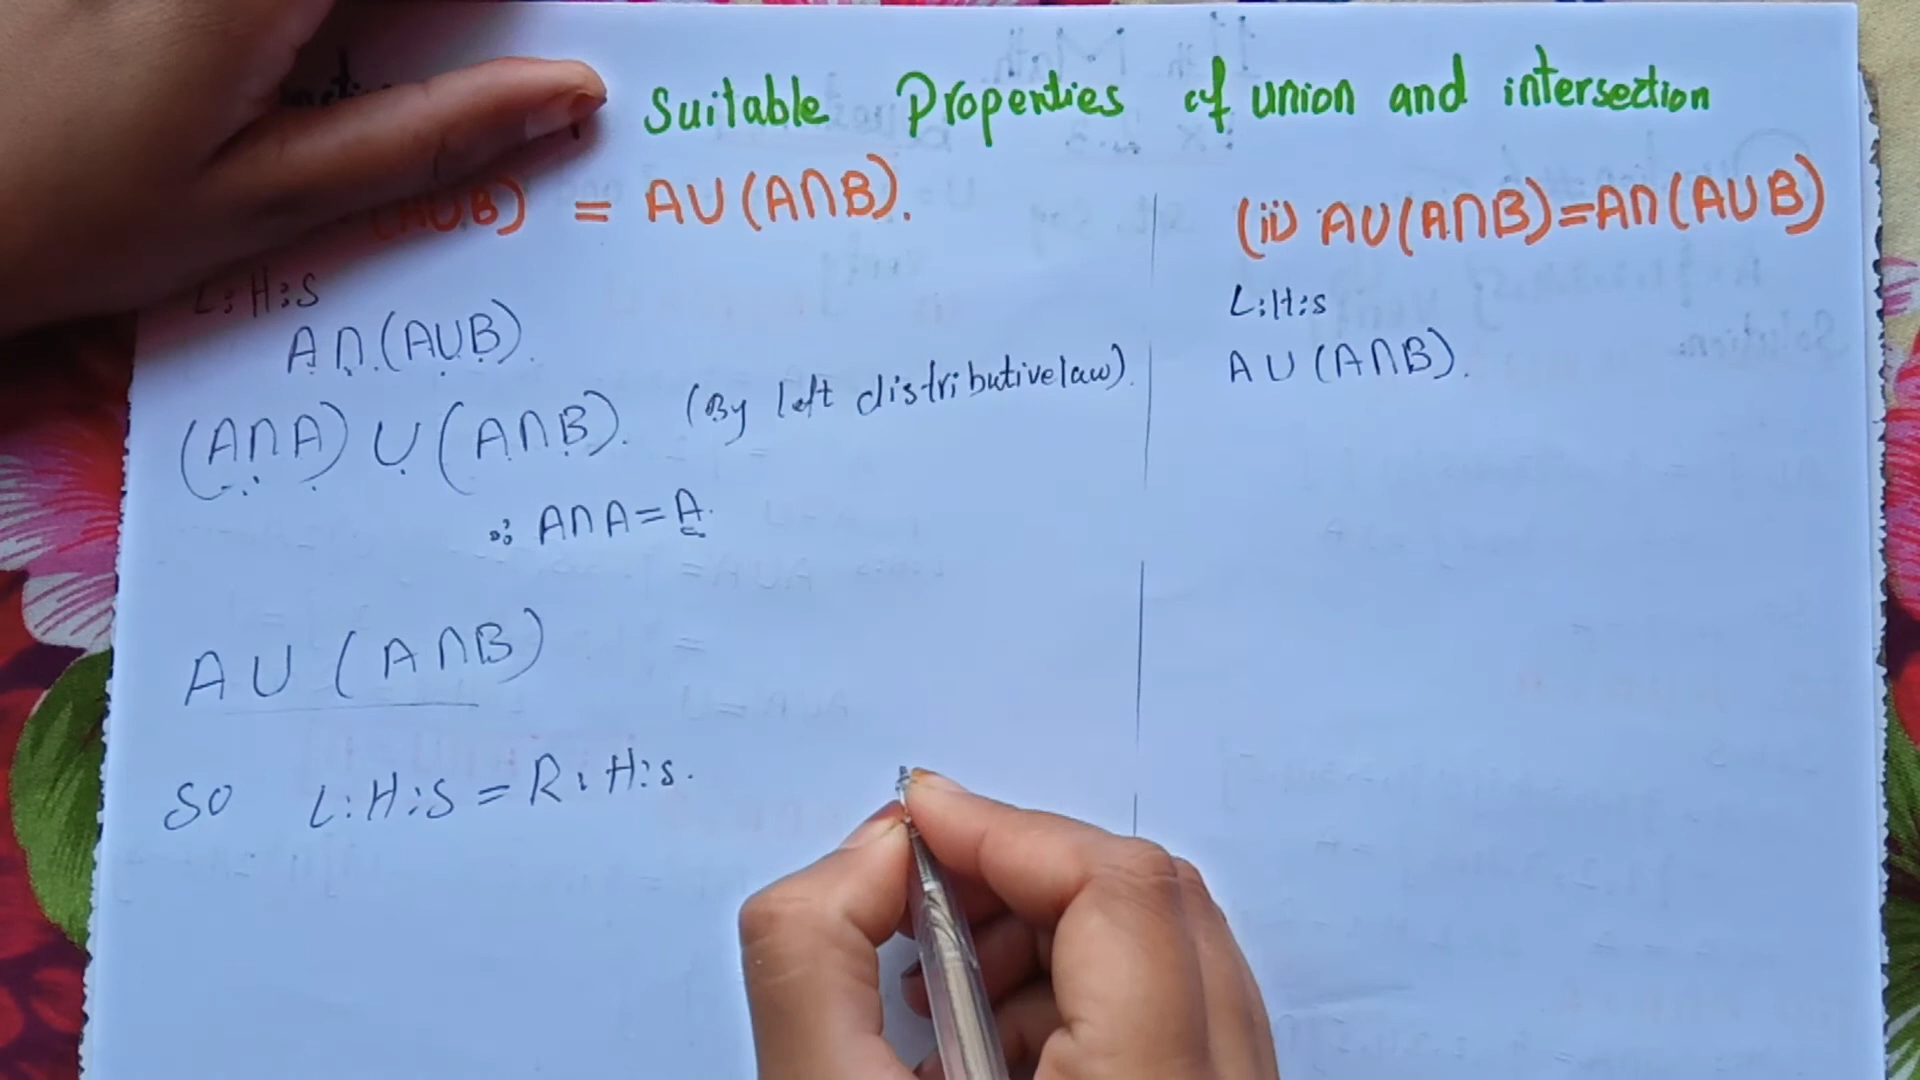 Suitable Properties of union and intersection
(AUB) = AU(A∩B).
L:H:S
A∩(AUB).
(A∩A)U(A∩B). (By left distributive law).
∴ A∩A=A.
AU(A∩B)
So L:H:S=R:H:S.
(ii) AU(A∩B)=A∩(AUB)
L:H:S
AU(A∩B).